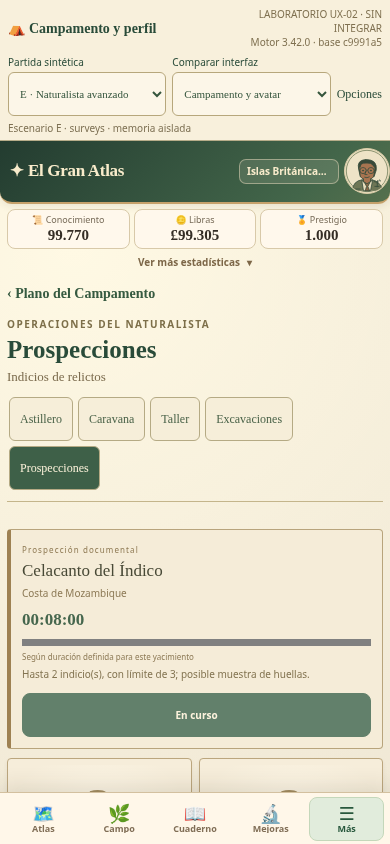 ⛺ Campamento y perfil
LABORATORIO UX-02 · SIN
INTEGRAR
Motor 3.42.0 · base c9991a5
Partida sintética
Comparar interfaz
E · Naturalista avanzado
Campamento y avatar
Opciones
Escenario E · surveys · memoria aislada
✦ El Gran Atlas
Islas Británica...
📜 Conocimiento
🪙 Libras
🏅 Prestigio
99.770
£99.305
1.000
Ver más estadísticas ▾
‹ Plano del Campamento
OPERACIONES DEL NATURALISTA
Prospecciones
Indicios de relictos
Astillero
Caravana
Taller
Excavaciones
Prospecciones
Prospección documental
Celacanto del Índico
Costa de Mozambique
00:08:00
Según duración definida para este yacimiento
Hasta 2 indicio(s), con límite de 3; posible muestra de huellas.
En curso
Atlas
Campo
Cuaderno
Mejoras
Más